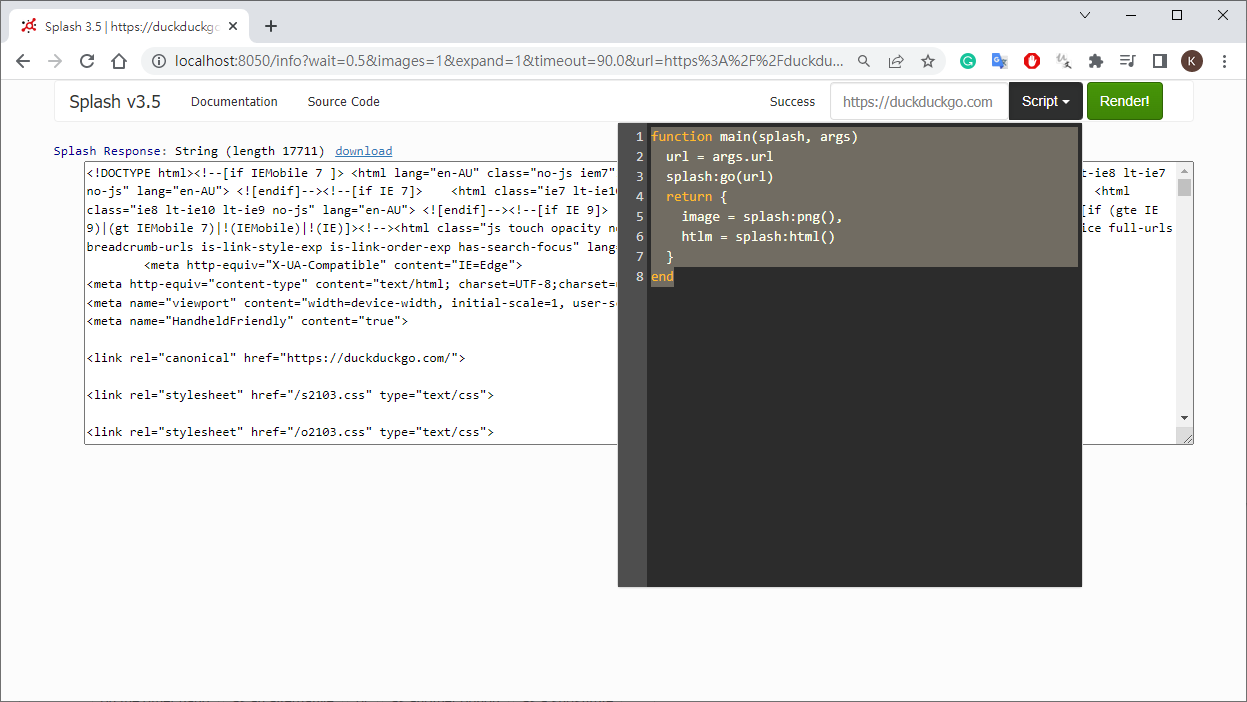 Splash 3.5 | https://duckduckgo
localhost:8050/info?wait=0.5&images=1&expand=1&timeout=90.0&url=https%3A%2F%2Fduckdu...
K
Splash v3.5 Documentation Source Code Success https://duckduckgo.com Script Render!
Splash Response: String (length 17711) download
<!DOCTYPE html><!--[if IEMobile 7 ]> <html lang="en-AU" class="no-js iem7"
-ie8 lt-ie7
no-js" lang="en-AU"> <![endif]--><!--[if IE 7]> <html class="ie7 lt-ie10
<html
class="ie8 lt-ie10 lt-ie9 no-js" lang="en-AU"> <![endif]--><!--[if IE 9]>
[if (gte IE
9)|(gt IEMobile 7)|!(IEMobile)|!(IE)]><!--><html class="js touch opacity no
ice full-urls
breadcrumb-urls is-link-style-exp is-link-order-exp has-search-focus" lang=
<meta http-equiv="X-UA-Compatible" content="IE=Edge">
<meta http-equiv="content-type" content="text/html; charset=UTF-8;charset=
<meta name="viewport" content="width=device-width, initial-scale=1, user-s
<meta name="HandheldFriendly" content="true">
<link rel="canonical" href="https://duckduckgo.com/">
<link rel="stylesheet" href="/s2103.css" type="text/css">
<link rel="stylesheet" href="/o2103.css" type="text/css">
1 function main(splash, args)
2 url = args.url
3 splash:go(url)
4 return {
5 image = splash:png(),
6 htlm = splash:html()
7 }
8 end